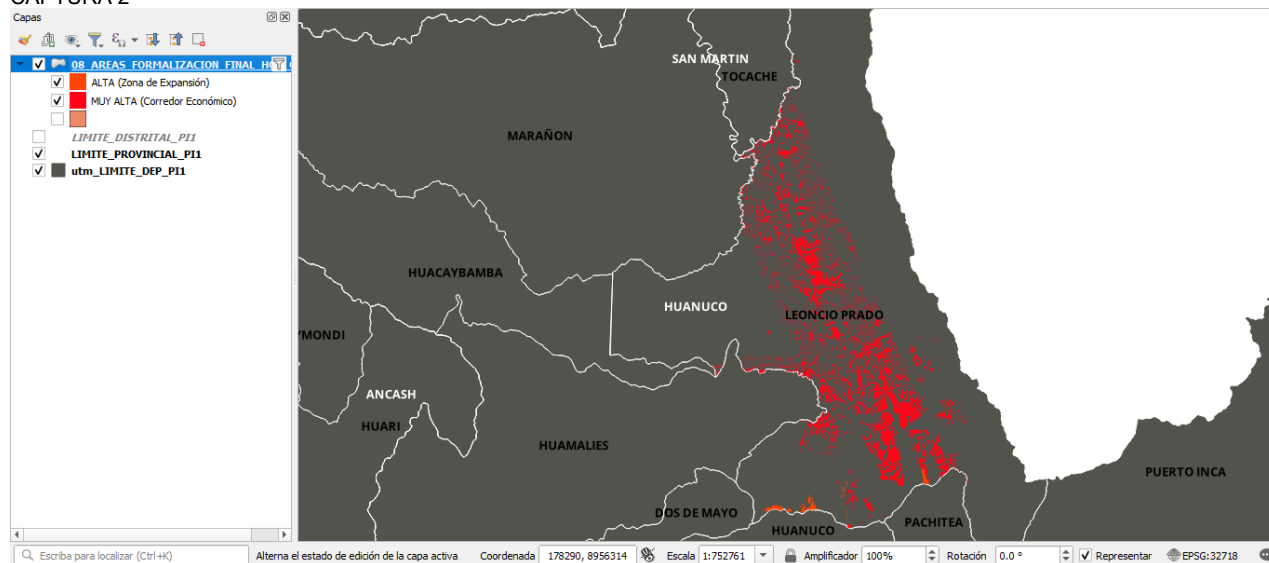 CAPTURA 2
Capas
08_AREAS_FORMALIZACION_FINAL_HO
ALTA (Zona de Expansión)
MUY ALTA (Corredor Económico)
LIMITE_DISTRITAL_PI1
LIMITE_PROVINCIAL_PI1
utm_LIMITE_DEP_PI1
SAN MARTIN
TOCACHE
MARAÑON
HUACAYBAMBA
HUANUCO
LEONCIO PRADO
YMONDI
ANCASH
HUARI
HUAMALIES
PUERTO INCA
DOS DE MAYO
PACHITEA
HUANUCO
Escriba para localizar (Ctrl+K) Alterna el estado de edición de la capa activa Coordenada 178290, 8956314 Escala 1:752761 Amplificador 100% Rotación 0.0 ° Representar EPSG:32718